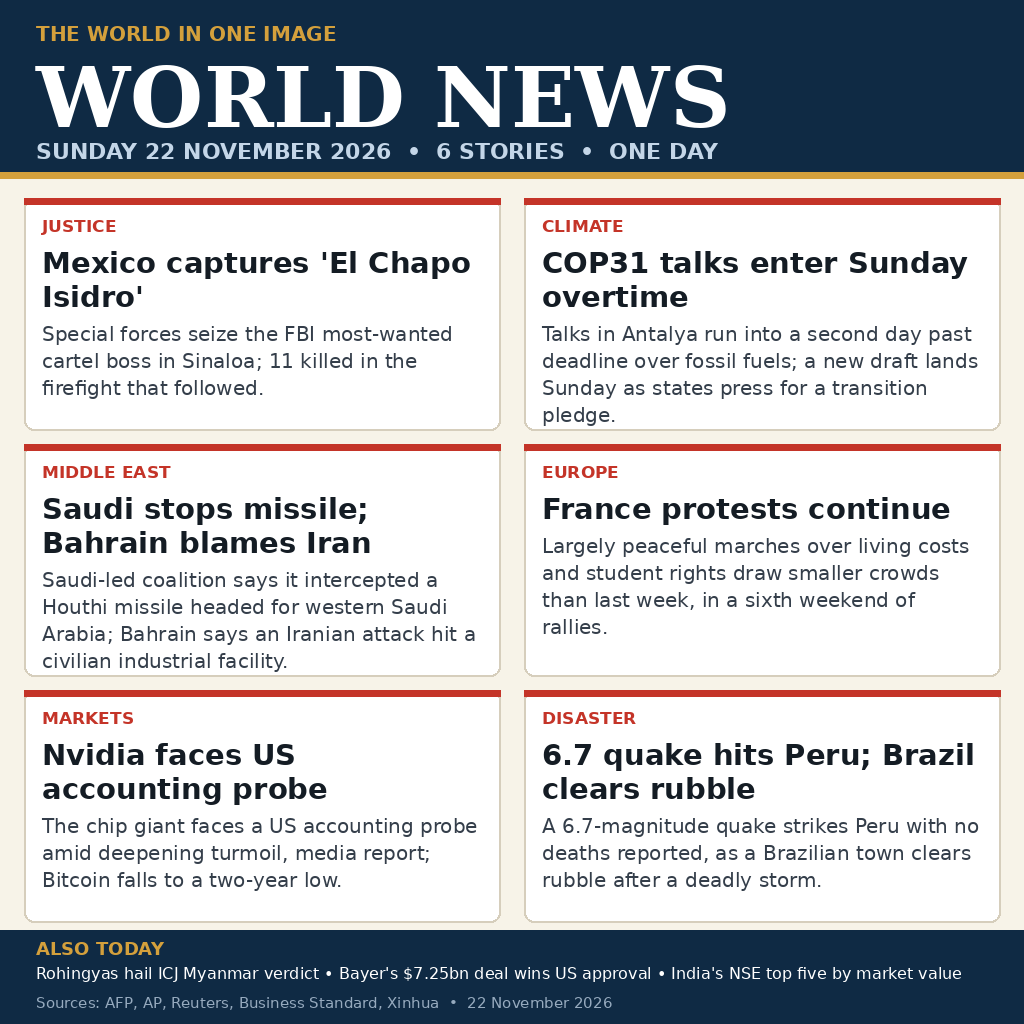 THE WORLD IN ONE IMAGE
WORLD NEWS
SUNDAY 22 NOVEMBER 2026 • 6 STORIES • ONE DAY
JUSTICE
Mexico captures 'El Chapo
Isidro'
Special forces seize the FBI most-wanted
cartel boss in Sinaloa; 11 killed in the
firefight that followed.
CLIMATE
COP31 talks enter Sunday
overtime
Talks in Antalya run into a second day past
deadline over fossil fuels; a new draft lands
Sunday as states press for a transition
pledge.
MIDDLE EAST
Saudi stops missile;
Bahrain blames Iran
Saudi-led coalition says it intercepted a
Houthi missile headed for western Saudi
Arabia; Bahrain says an Iranian attack hit a
civilian industrial facility.
EUROPE
France protests continue
Largely peaceful marches over living costs
and student rights draw smaller crowds
than last week, in a sixth weekend of
rallies.
MARKETS
Nvidia faces US
accounting probe
The chip giant faces a US accounting probe
amid deepening turmoil, media report;
Bitcoin falls to a two-year low.
DISASTER
6.7 quake hits Peru; Brazil
clears rubble
A 6.7-magnitude quake strikes Peru with no
deaths reported, as a Brazilian town clears
rubble after a deadly storm.
ALSO TODAY
Rohingyas hail ICJ Myanmar verdict • Bayer's $7.25bn deal wins US approval • India's NSE top five by market value
Sources: AFP, AP, Reuters, Business Standard, Xinhua • 22 November 2026